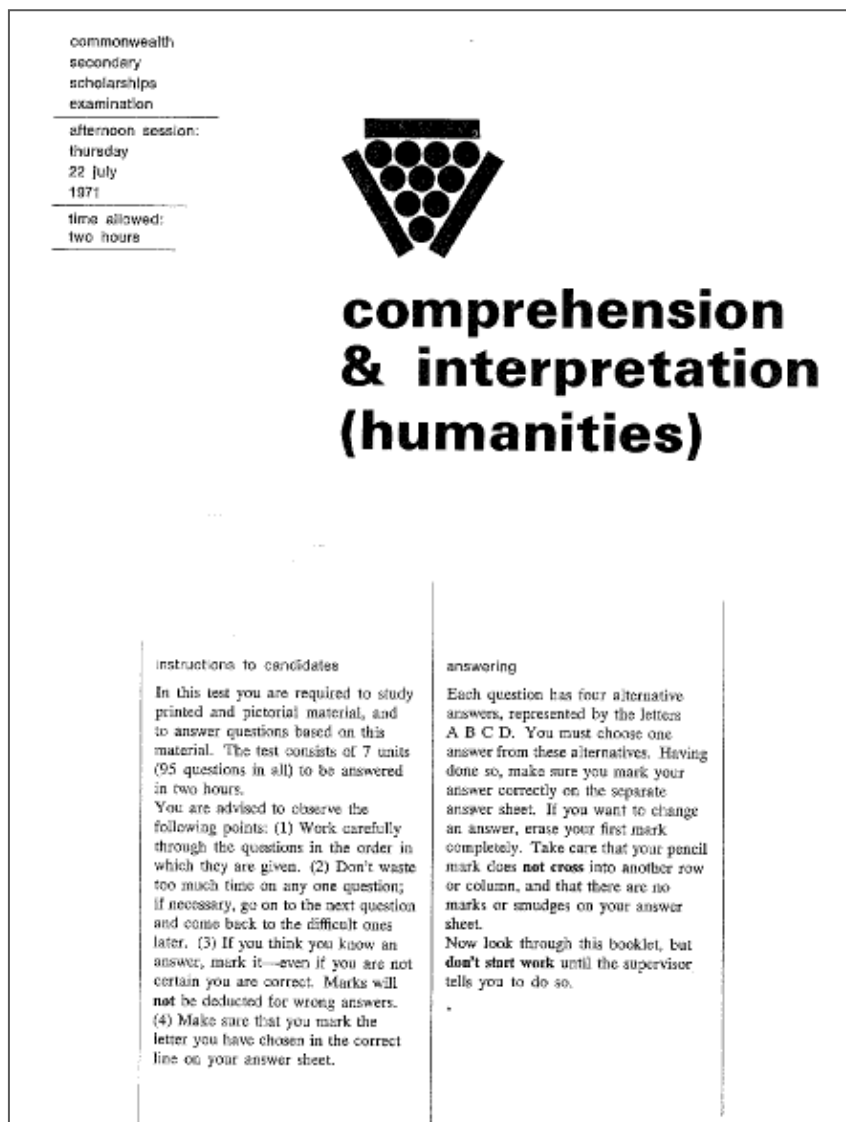 commonwealth
secondary
scholarships
examination
afternoon session:
thursday
22 july
1971
time allowed:
two hours
comprehension
& interpretation
(humanities)
instructions to candidates
In this test you are required to study
printed and pictorial material, and
to answer questions based on this
material. The test consists of 7 units
(95 questions in all) to be answered
in two hours.
You are advised to observe the
following points: (1) Work carefully
through the questions in the order in
which they are given. (2) Don't waste
too much time on any one question;
if necessary, go on to the next question
and come back to the difficult ones
later. (3) If you think you know an
answer, mark it—even if you are not
certain you are correct. Marks will
not be deducted for wrong answers.
(4) Make sure that you mark the
letter you have chosen in the correct
line on your answer sheet.
answering
Each question has four alternative
answers, represented by the letters
A B C D. You must choose one
answer from these alternatives. Having
done so, make sure you mark your
answer correctly on the separate
answer sheet. If you want to change
an answer, erase your first mark
completely. Take care that your pencil
mark does not cross into another row
or column, and that there are no
marks or smudges on your answer
sheet.
Now look through this booklet, but
don't start work until the supervisor
tells you to do so.